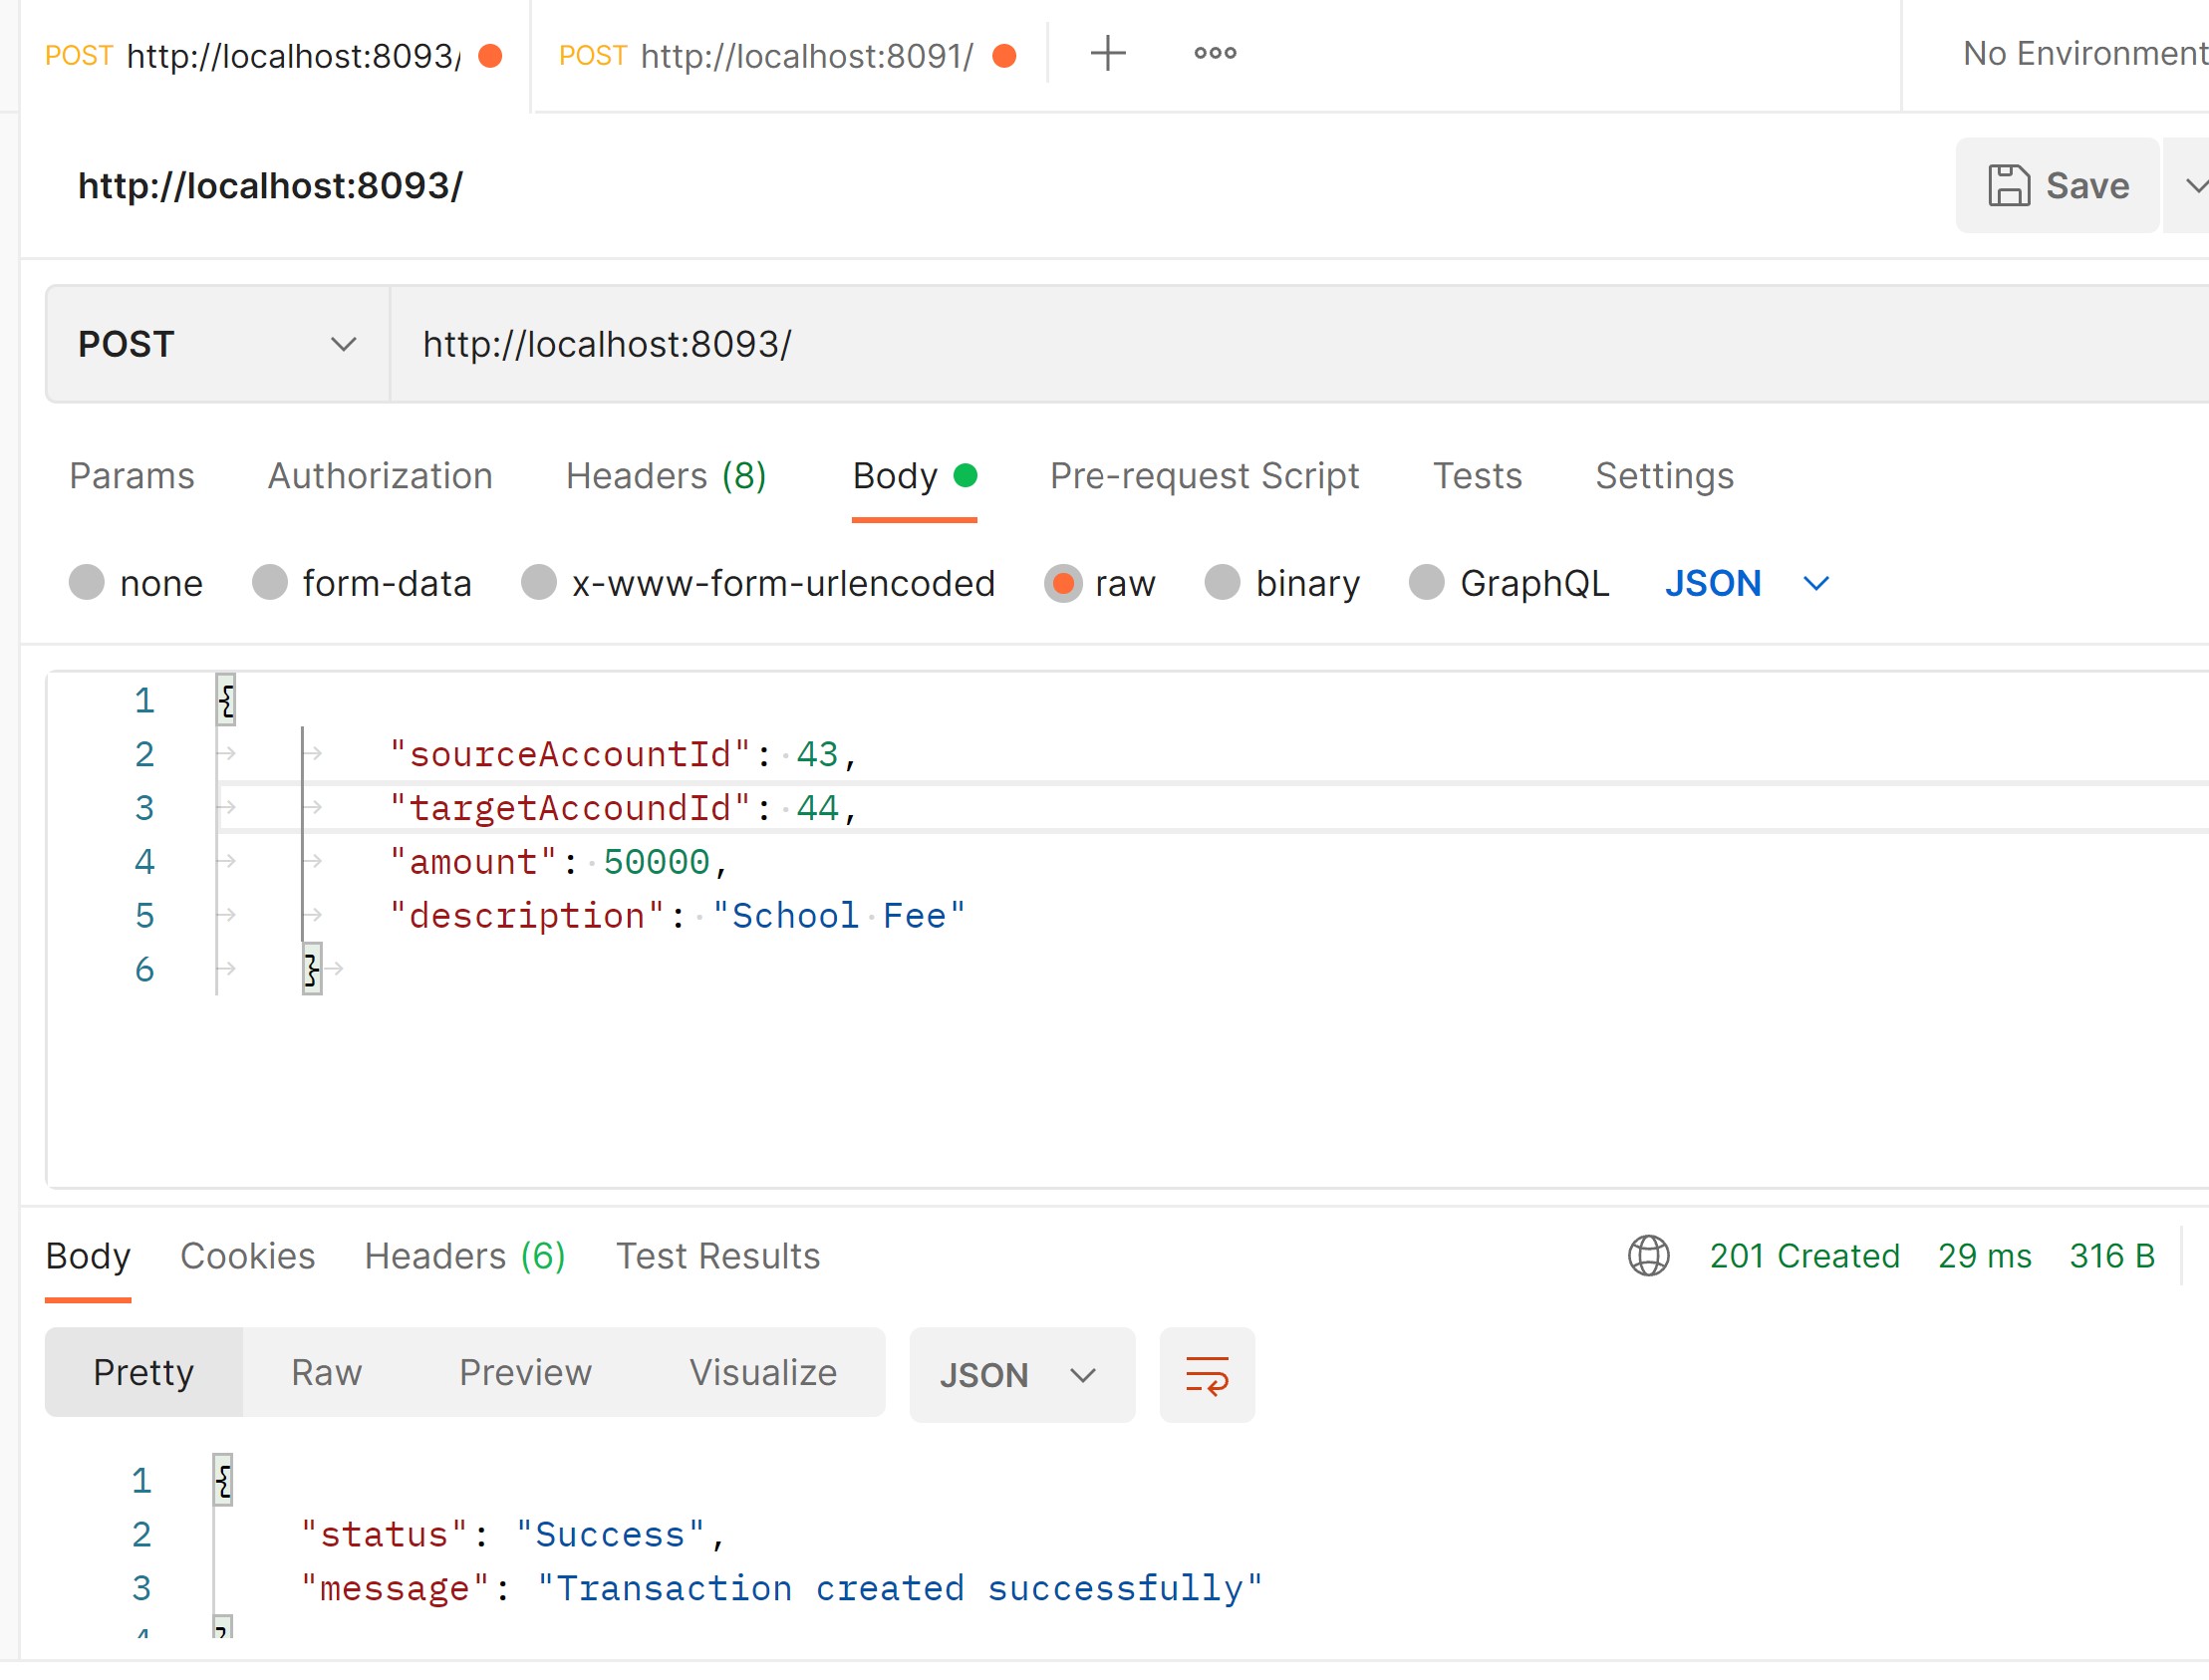 POST http://localhost:8093/ POST http://localhost:8091/ No Environment
http://localhost:8093/ Save
POST http://localhost:8093/
Params Authorization Headers (8) Body Pre-request Script Tests Settings
none form-data x-www-form-urlencoded raw binary GraphQL JSON
1 {
2 "sourceAccountId": 43,
3 "targetAccoundId": 44,
4 "amount": 50000,
5 "description": "School Fee"
6 }
Body Cookies Headers (6) Test Results 201 Created 29 ms 316 B
Pretty Raw Preview Visualize JSON
1 {
2 "status": "Success",
3 "message": "Transaction created successfully"
4 }